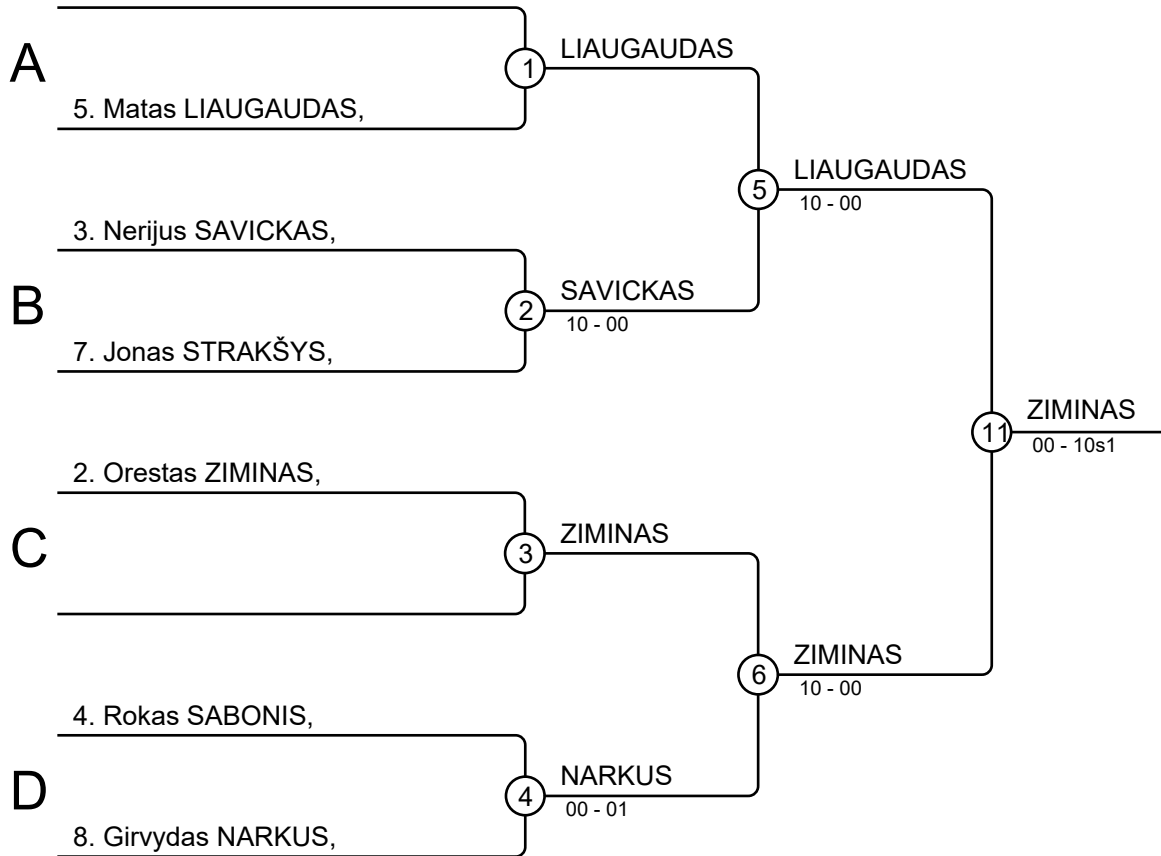 A
1
LIAUGAUDAS
5. Matas LIAUGAUDAS,
5
LIAUGAUDAS
10 - 00
3. Nerijus SAVICKAS,
B
2
SAVICKAS
10 - 00
7. Jonas STRAKŠYS,
11
ZIMINAS
00 - 10s1
2. Orestas ZIMINAS,
C
3
ZIMINAS
6
ZIMINAS
10 - 00
4. Rokas SABONIS,
D
4
NARKUS
00 - 01
8. Girvydas NARKUS,